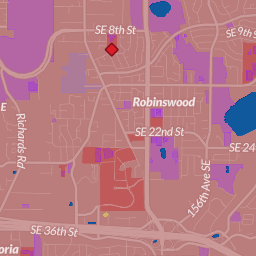 SE 8th St
SE 9th
Robinswood
E
Richards Rd
SE 22nd St
SE 24
156th Ave SE
SE 36th St
oria